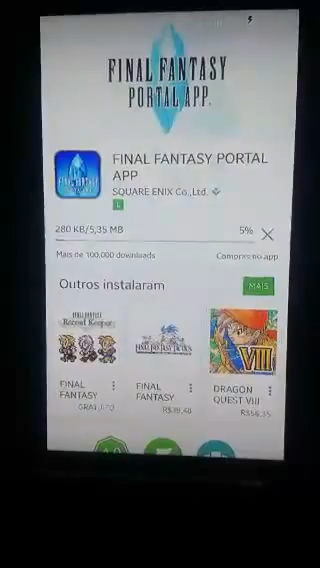 FINAL FANTASY
PORTAL APP.
FINAL FANTASY PORTAL
APP
SQUARE ENIX Co.,Ltd.
L
280 KB/5,35 MB
5%
Mais de 100.000 downloads
Compras no app
Outros instalaram
MAIS
FINAL FANTASY
Record Keeper
FINAL FANTASY TACTICS
VIII
FINAL
FANTASY
GRATUITO
FINAL
FANTASY
DRAGON
QUEST VIII